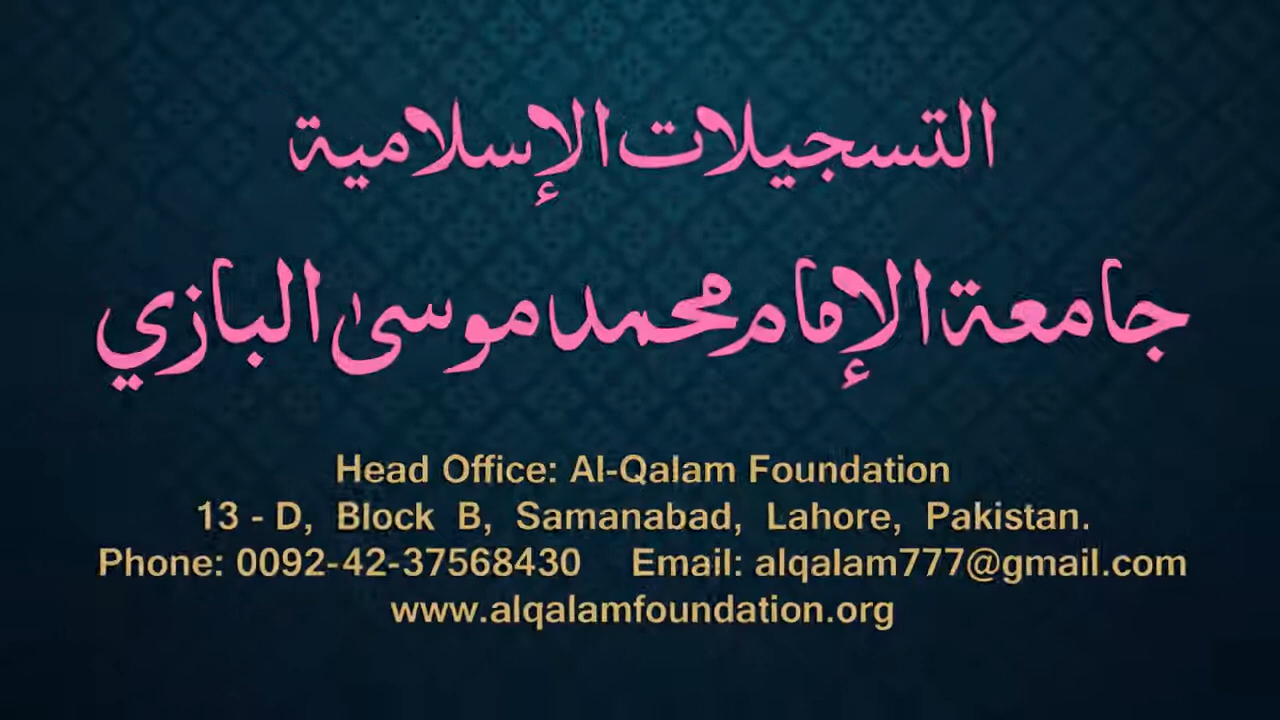 التسجيلات الإسلامية
جامعة الإمام محمد موسىٰ البازي
Head Office: Al-Qalam Foundation
13 - D, Block B, Samanabad, Lahore, Pakistan.
Phone: 0092-42-37568430 Email: alqalam777@gmail.com
www.alqalamfoundation.org